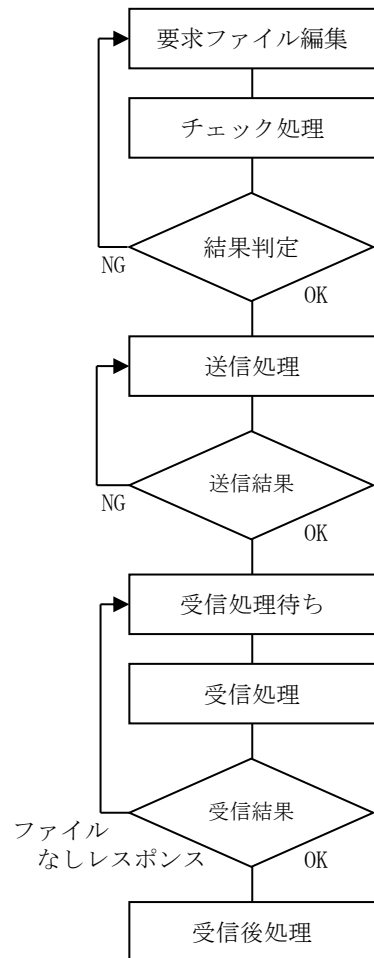 要求ファイル編集
チェック処理
結果判定
NG
OK
送信処理
送信結果
NG
OK
受信処理待ち
受信処理
受信結果
ファイル
なしレスポンス
OK
受信後処理